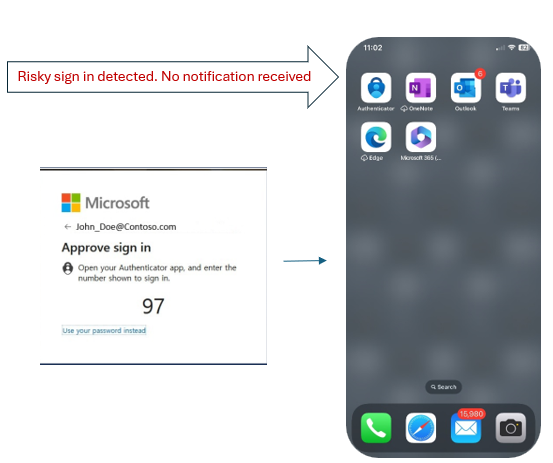 Risky sign in detected. No notification received
11:02
82
Authenticator
OneNote
6
Outlook
Teams
Edge
Microsoft 365 (...
Microsoft
← John_Doe@Contoso.com
Approve sign in
Open your Authenticator app, and enter the
number shown to sign in.
97
Use your password instead
Search
15,980